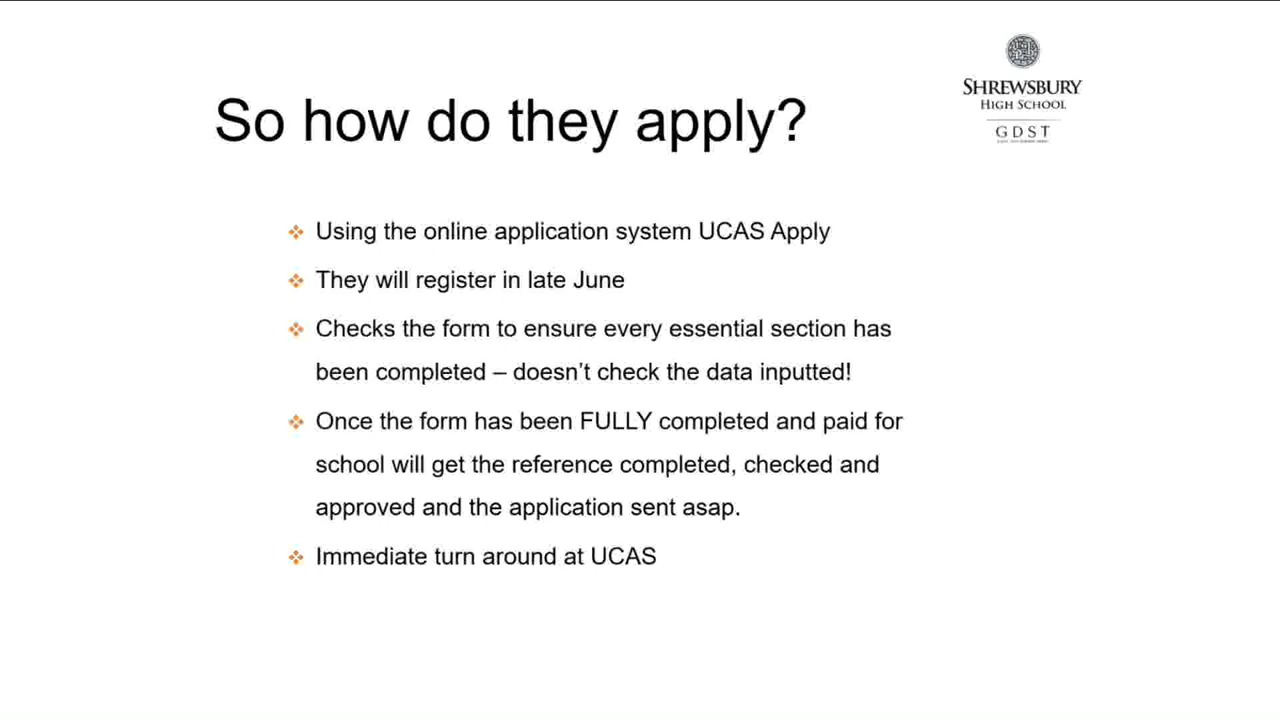 So how do they apply?
SHREWSBURY
HIGH SCHOOL
GDST
Using the online application system UCAS Apply
They will register in late June
Checks the form to ensure every essential section has
been completed – doesn’t check the data inputted!
Once the form has been FULLY completed and paid for
school will get the reference completed, checked and
approved and the application sent asap.
Immediate turn around at UCAS